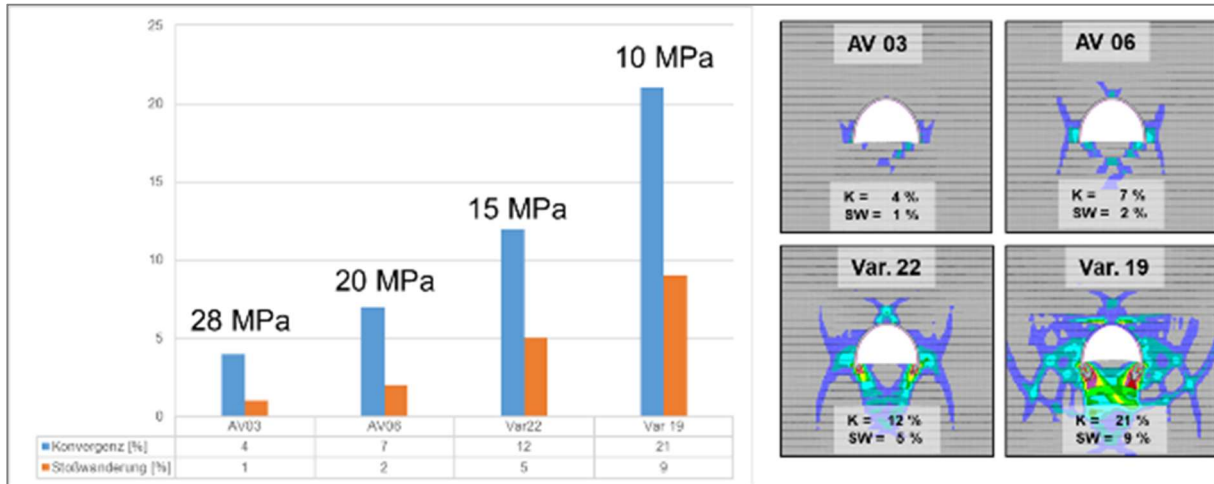 25
20
15
10
5
0
28 MPa
20 MPa
15 MPa
10 MPa
AV03 AV06 Var22 Var 19
Konvergenz [%] 4 7 12 21
Stoßwanderung [%] 1 2 5 9
AV 03
K = 4 %
SW = 1 %
AV 06
K = 7 %
SW = 2 %
Var. 22
K = 12 %
SW = 5 %
Var. 19
K = 21 %
SW = 9 %